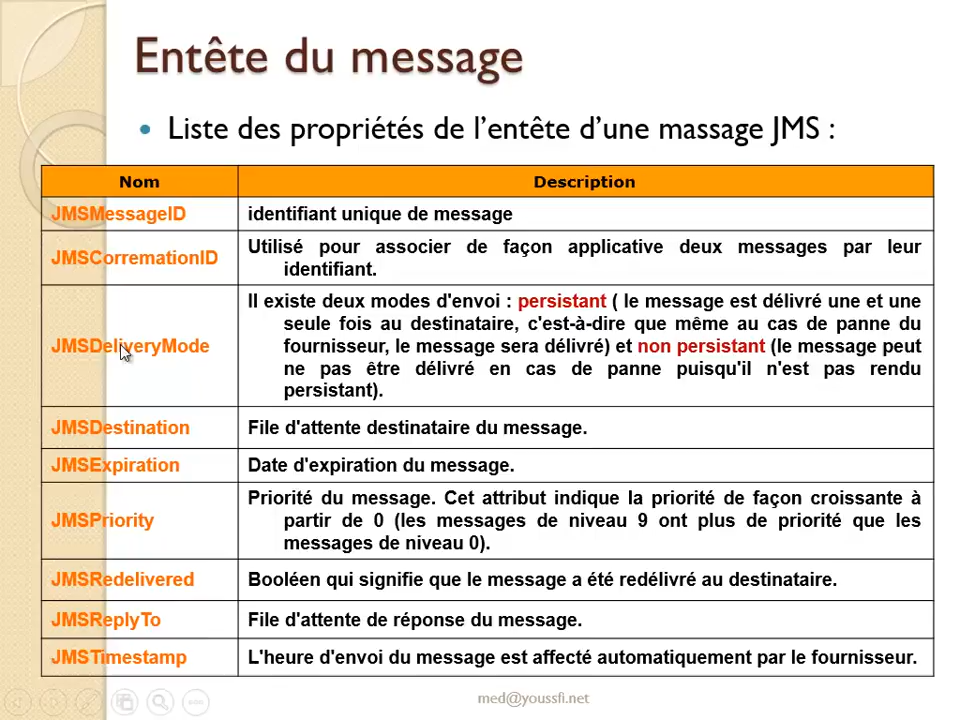 Entête du message
• Liste des propriétés de l'entête d'une massage JMS :
Nom
Description
JMSMessageID
identifiant unique de message
JMSCorremationID
Utilisé pour associer de façon applicative deux messages par leur
identifiant.
JMSDeliveryMode
Il existe deux modes d'envoi : persistant ( le message est délivré une et une
seule fois au destinataire, c'est-à-dire que même au cas de panne du
fournisseur, le message sera délivré) et non persistant (le message peut
ne pas être délivré en cas de panne puisqu'il n'est pas rendu
persistant).
JMSDestination
File d'attente destinataire du message.
JMSExpiration
Date d'expiration du message.
JMSPriority
Priorité du message. Cet attribut indique la priorité de façon croissante à
partir de 0 (les messages de niveau 9 ont plus de priorité que les
messages de niveau 0).
JMSRedelivered
Booléen qui signifie que le message a été redélivré au destinataire.
JMSReplyTo
File d'attente de réponse du message.
JMSTimestamp
L'heure d'envoi du message est affecté automatiquement par le fournisseur.
med@youssfi.net